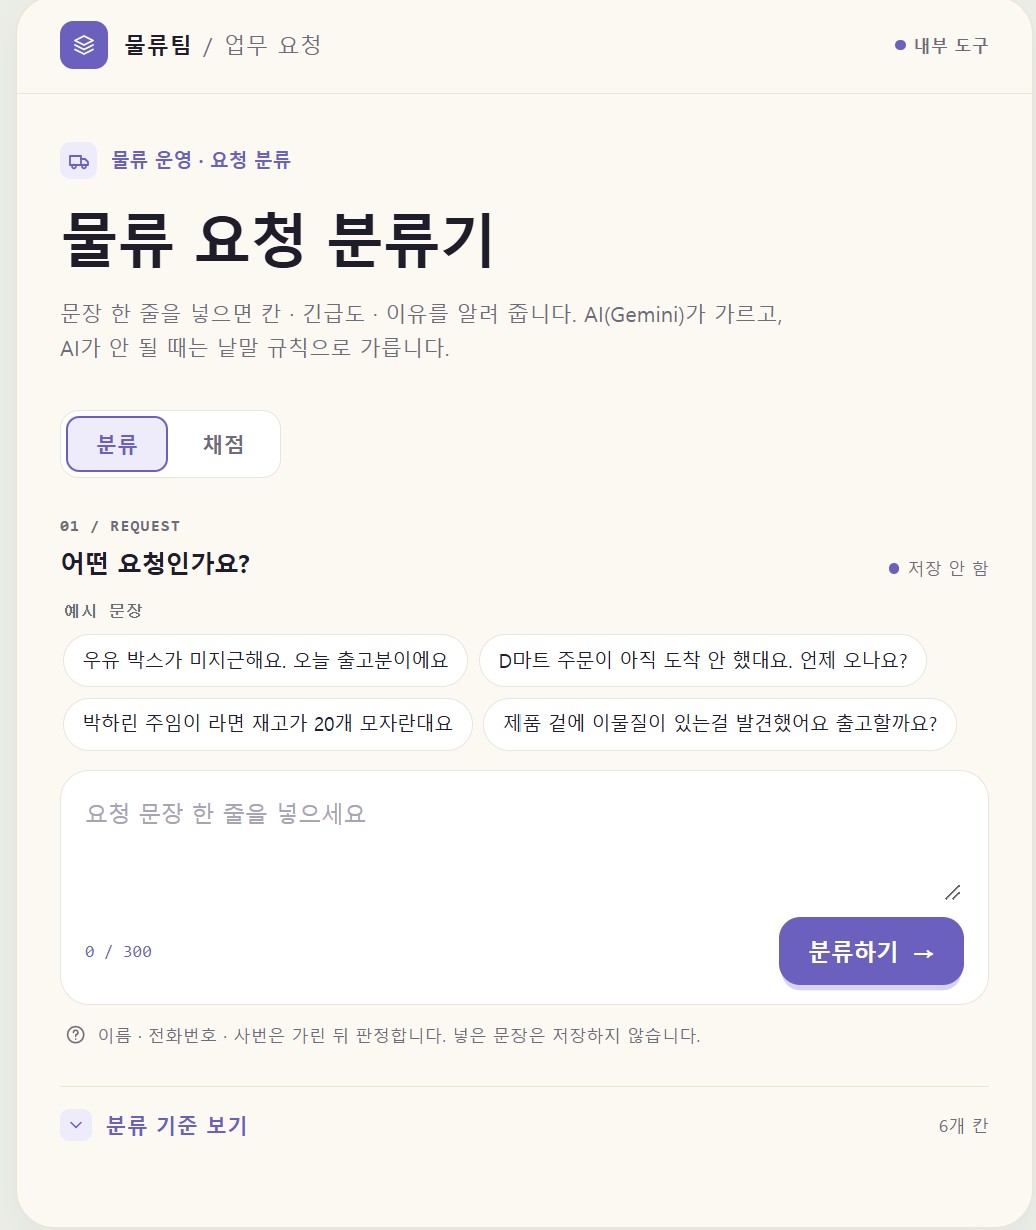 물류팀 / 업무 요청
내부 도구
물류 운영 · 요청 분류
물류 요청 분류기
문장 한 줄을 넣으면 칸 · 긴급도 · 이유를 알려 줍니다. AI(Gemini)가 가르고,
AI가 안 될 때는 낱말 규칙으로 가릅니다.
분류 채점
01 / REQUEST
어떤 요청인가요?
저장 안 함
예시 문장
우유 박스가 미지근해요. 오늘 출고분이에요
D마트 주문이 아직 도착 안 했대요. 언제 오나요?
박하린 주임이 라면 재고가 20개 모자란대요
제품 겉에 이물질이 있는걸 발견했어요 출고할까요?
요청 문장 한 줄을 넣으세요
0 / 300
분류하기 →
이름 · 전화번호 · 사번은 가린 뒤 판정합니다. 넣은 문장은 저장하지 않습니다.
분류 기준 보기
6개 칸